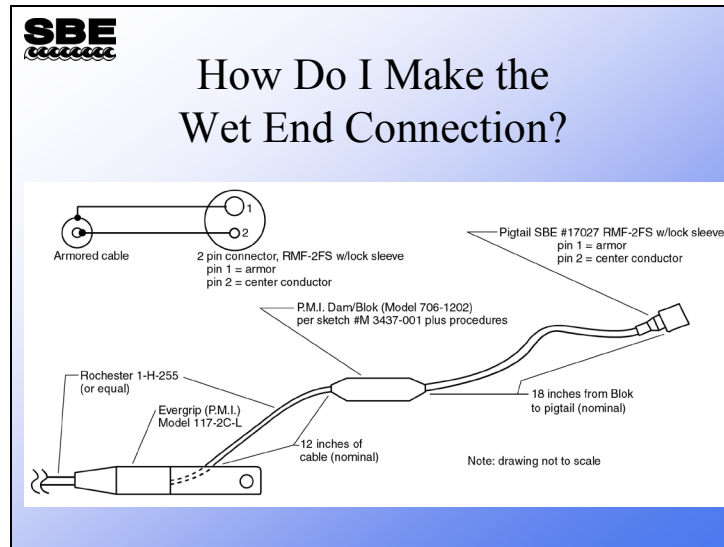 SBE
How Do I Make the
Wet End Connection?
1
2
Armored cable
2 pin connector, RMF-2FS w/lock sleeve
pin 1 = armor
pin 2 = center conductor
Pigtail SBE #17027 RMF-2FS w/lock sleeve
pin 1 = armor
pin 2 = center conductor
P.M.I. Dam/Blok (Model 706-1202)
per sketch #M 3437-001 plus procedures
Rochester 1-H-255
(or equal)
Evergrip (P.M.I.)
Model 117-2C-L
12 inches of
cable (nominal)
18 inches from Blok
to pigtail (nominal)
Note: drawing not to scale